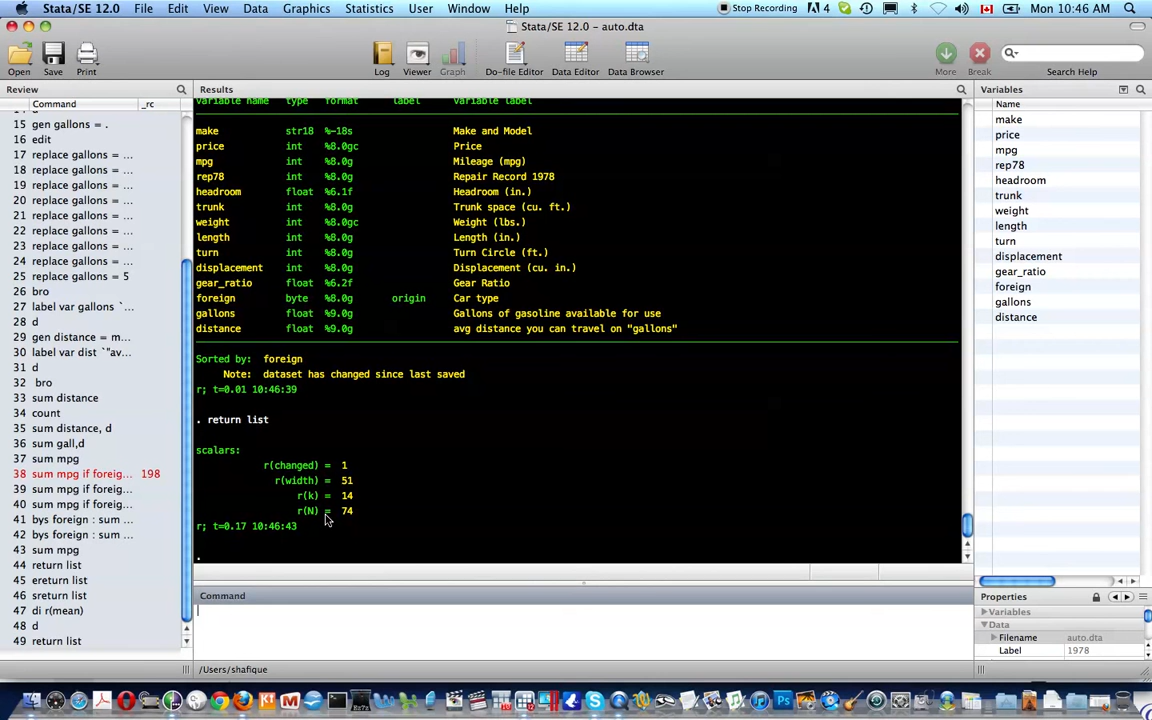 Stata/SE 12.0 File Edit View Data Graphics Statistics User Window Help Stop Recording 4 Mon 10:46 AM
Stata/SE 12.0 - auto.dta
Open Save Print Log Viewer Graph Do-file Editor Data Editor Data Browser More Break Search Help
Review Results Variables
Command _rc
15 gen gallons = .
16 edit
17 replace gallons = ...
18 replace gallons = ...
19 replace gallons = ...
20 replace gallons = ...
21 replace gallons = ...
22 replace gallons = ...
23 replace gallons = ...
24 replace gallons = ...
25 replace gallons = 5
26 bro
27 label var gallons `...
28 d
29 gen distance = m...
30 label var dist `"av...
31 d
32 bro
33 sum distance
34 count
35 sum distance, d
36 sum gall,d
37 sum mpg
38 sum mpg if foreig... 198
39 sum mpg if foreig...
40 sum mpg if foreig...
41 bys foreign : sum ...
42 bys foreign : sum ...
43 sum mpg
44 return list
45 ereturn list
46 sreturn list
47 di r(mean)
48 d
49 return list
variable name type format label variable label
make str18 %-18s Make and Model
price int %8.0gc Price
mpg int %8.0g Mileage (mpg)
rep78 int %8.0g Repair Record 1978
headroom float %6.1f Headroom (in.)
trunk int %8.0g Trunk space (cu. ft.)
weight int %8.0gc Weight (lbs.)
length int %8.0g Length (in.)
turn int %8.0g Turn Circle (ft.)
displacement int %8.0g Displacement (cu. in.)
gear_ratio float %6.2f Gear Ratio
foreign byte %8.0g origin Car type
gallons float %9.0g Gallons of gasoline available for use
distance float %9.0g avg distance you can travel on "gallons"
Sorted by: foreign
Note: dataset has changed since last saved
r; t=0.01 10:46:39
. return list
scalars:
r(changed) = 1
r(width) = 51
r(k) = 14
r(N) = 74
r; t=0.17 10:46:43
.
Command
/Users/shafique
Name
make
price
mpg
rep78
headroom
trunk
weight
length
turn
displacement
gear_ratio
foreign
gallons
distance
Properties
Variables
Data
Filename auto.dta
Label 1978